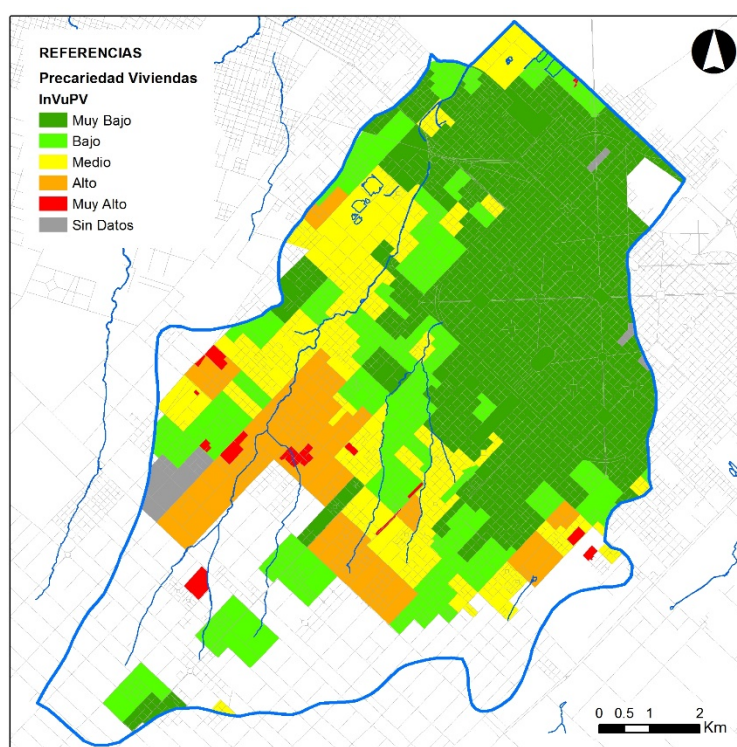 REFERENCIAS
Precariedad Viviendas
InVuPV
Muy Bajo
Bajo
Medio
Alto
Muy Alto
Sin Datos
0 0.5 1 2
Km